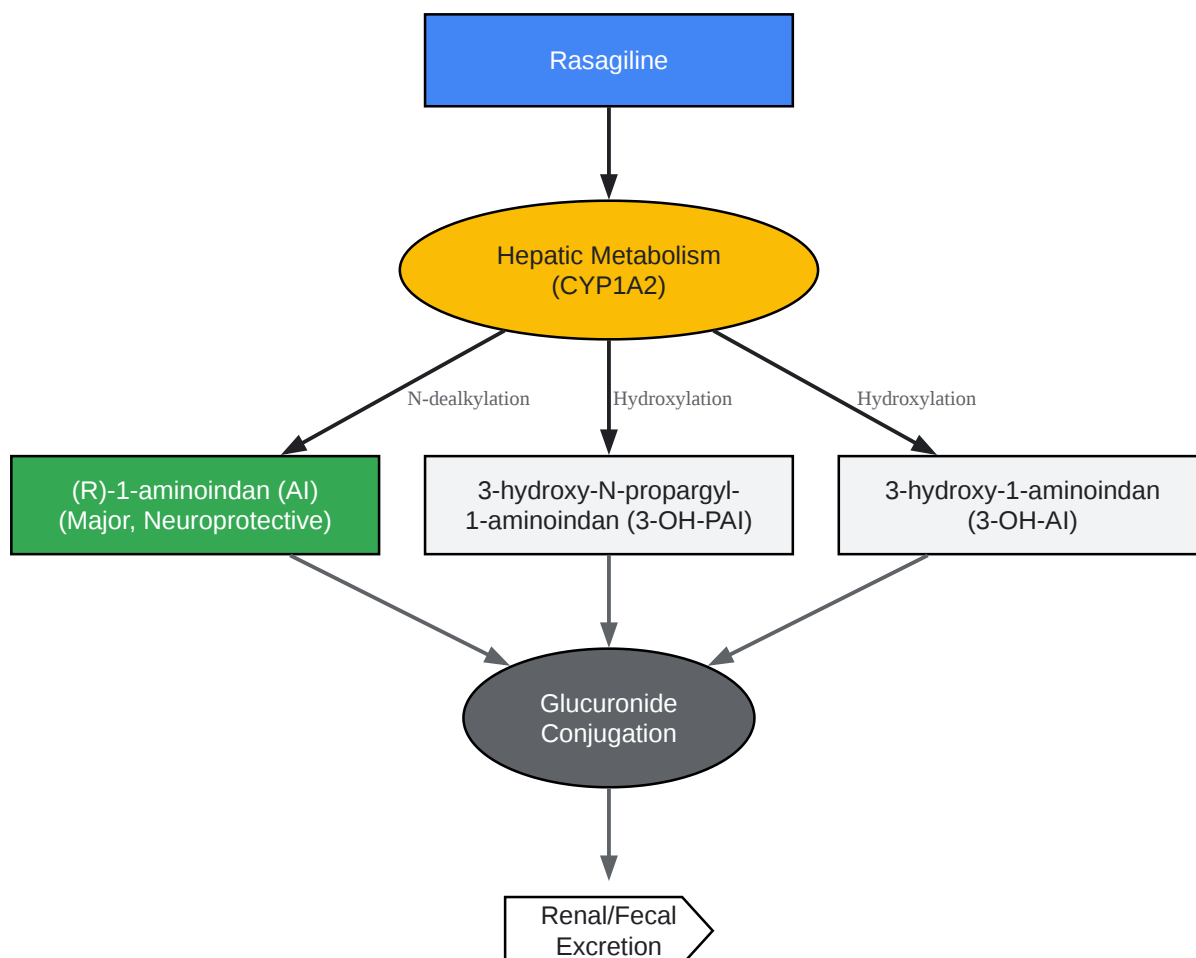 Rasagiline
Hepatic Metabolism
(CYP1A2)
N-dealkylation
Hydroxylation
Hydroxylation
(R)-1-aminoindan (AI)
(Major, Neuroprotective)
3-hydroxy-N-propargyl-
1-aminoindan (3-OH-PAI)
3-hydroxy-1-aminoindan
(3-OH-AI)
Glucuronide
Conjugation
Renal/Fecal
Excretion